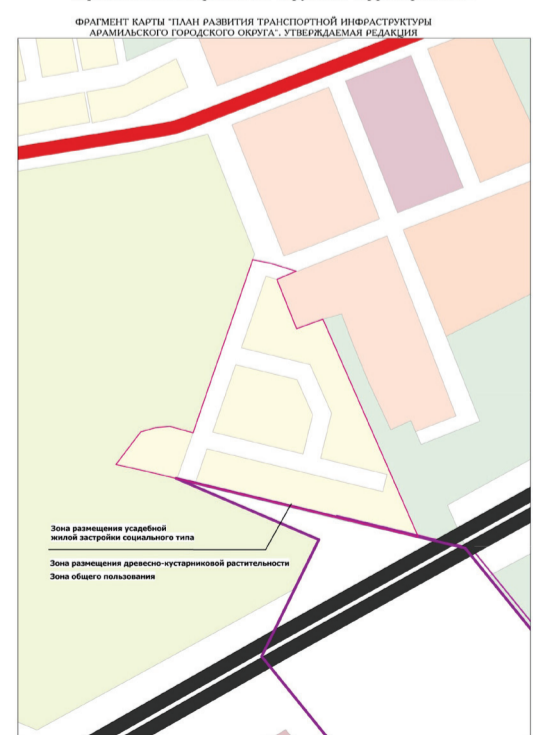 ФРАГМЕНТ КАРТЫ "ПЛАН РАЗВИТИЯ ТРАНСПОРТНОЙ ИНФРАСТРУКТУРЫ
АРАМИЛЬСКОГО ГОРОДСКОГО ОКРУГА". УТВЕРЖДАЕМАЯ РЕДАКЦИЯ
Зона размещения усадебной
жилой застройки социального типа
Зона размещения древесно-кустарниковой растительности
Зона общего пользования